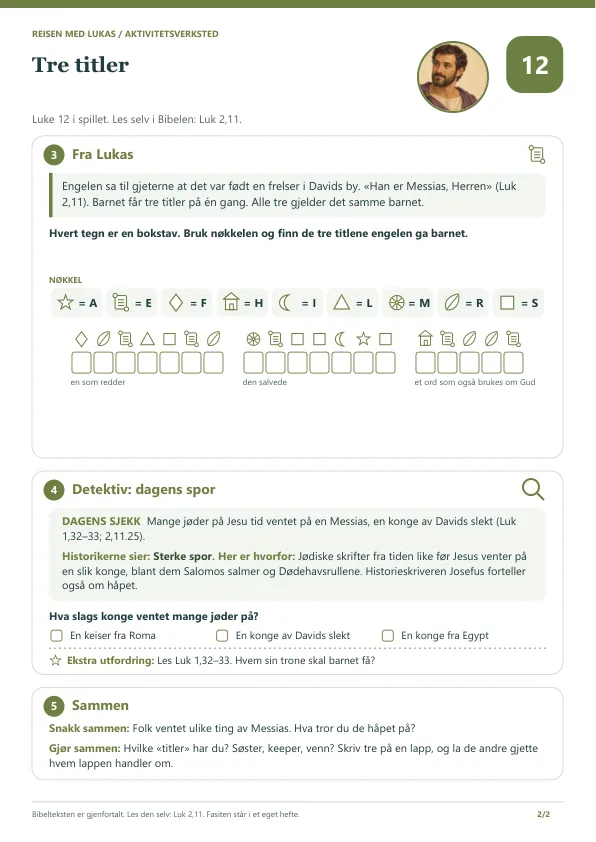 REISEN MED LUKAS / AKTIVITETSVERKSTED
Tre titler
12
Luke 12 i spillet. Les selv i Bibelen: Luk 2,11.
3 Fra Lukas
Engelen sa til gjeterne at det var født en frelser i Davids by. «Han er Messias, Herren» (Luk
2,11). Barnet får tre titler på én gang. Alle tre gjelder det samme barnet.
Hvert tegn er en bokstav. Bruk nøkkelen og finn de tre titlene engelen ga barnet.
NØKKEL
= A = E = F = H = I = L = M = R = S
en som redder den salvede et ord som også brukes om Gud
4 Detektiv: dagens spor
DAGENS SJEKK Mange jøder på Jesu tid ventet på en Messias, en konge av Davids slekt (Luk
1,32–33; 2,11.25).
Historikerne sier: Sterke spor. Her er hvorfor: Jødiske skrifter fra tiden like før Jesus venter på
en slik konge, blant dem Salomos salmer og Dødehavsrullene. Historieskriveren Josefus forteller
også om håpet.
Hva slags konge ventet mange jøder på?
En keiser fra Roma En konge av Davids slekt En konge fra Egypt
Ekstra utfordring: Les Luk 1,32–33. Hvem sin trone skal barnet få?
5 Sammen
Snakk sammen: Folk ventet ulike ting av Messias. Hva tror du de håpet på?
Gjør sammen: Hvilke «titler» har du? Søster, keeper, venn? Skriv tre på en lapp, og la de andre gjette
hvem lappen handler om.
Bibelteksten er gjenfortalt. Les den selv: Luk 2,11. Fasiten står i et eget hefte.
2/2